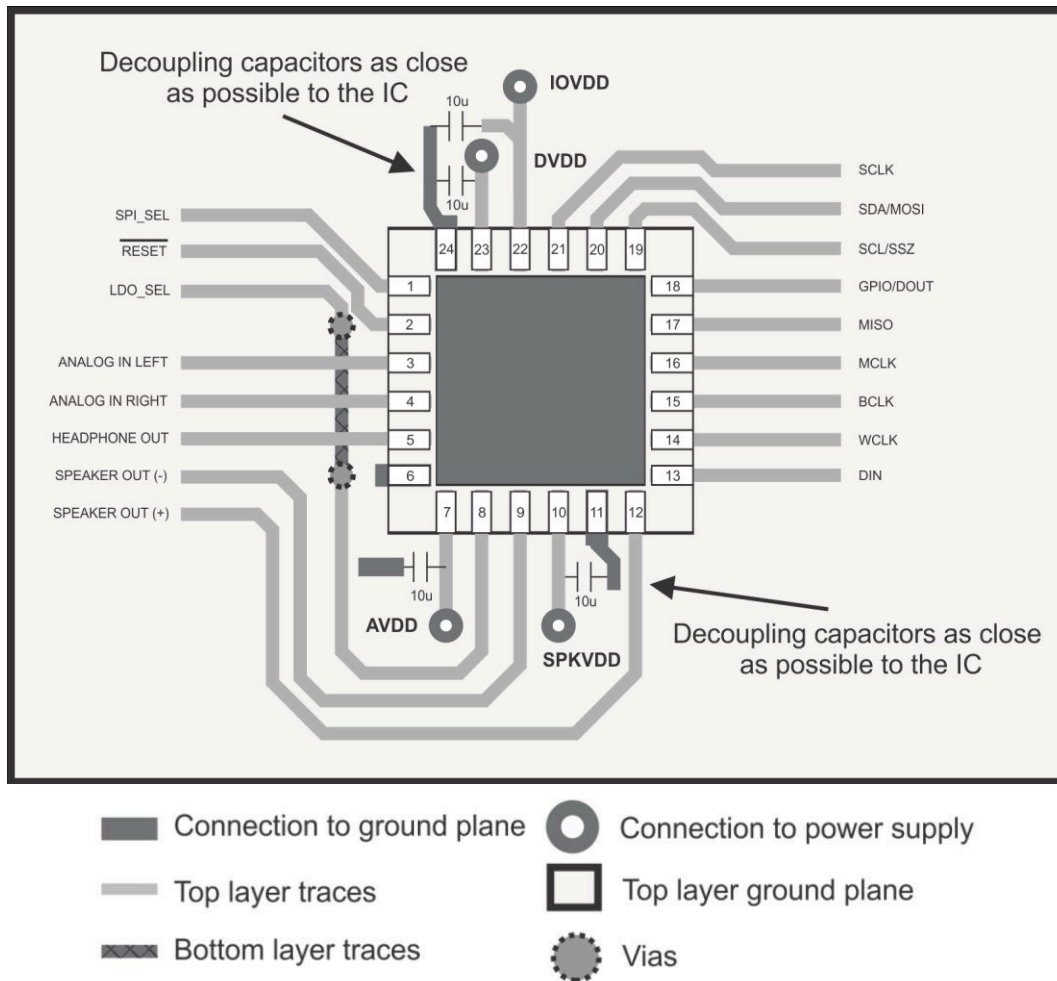 Decoupling capacitors as close
as possible to the IC
IOVDD
10u
DVDD
10u
SCLK
SDA/MOSI
SCL/SSZ
SPI_SEL
RESET
LDO_SEL
24 23 22 21 20 19
1
2
3
4
5
6
18 GPIO/DOUT
17 MISO
16 MCLK
15 BCLK
14 WCLK
13 DIN
ANALOG IN LEFT
ANALOG IN RIGHT
HEADPHONE OUT
SPEAKER OUT (-)
SPEAKER OUT (+)
7 8 9 10 11 12
10u
10u
AVDD
SPKVDD
Decoupling capacitors as close
as possible to the IC
Connection to ground plane
Connection to power supply
Top layer traces
Top layer ground plane
Bottom layer traces
Vias